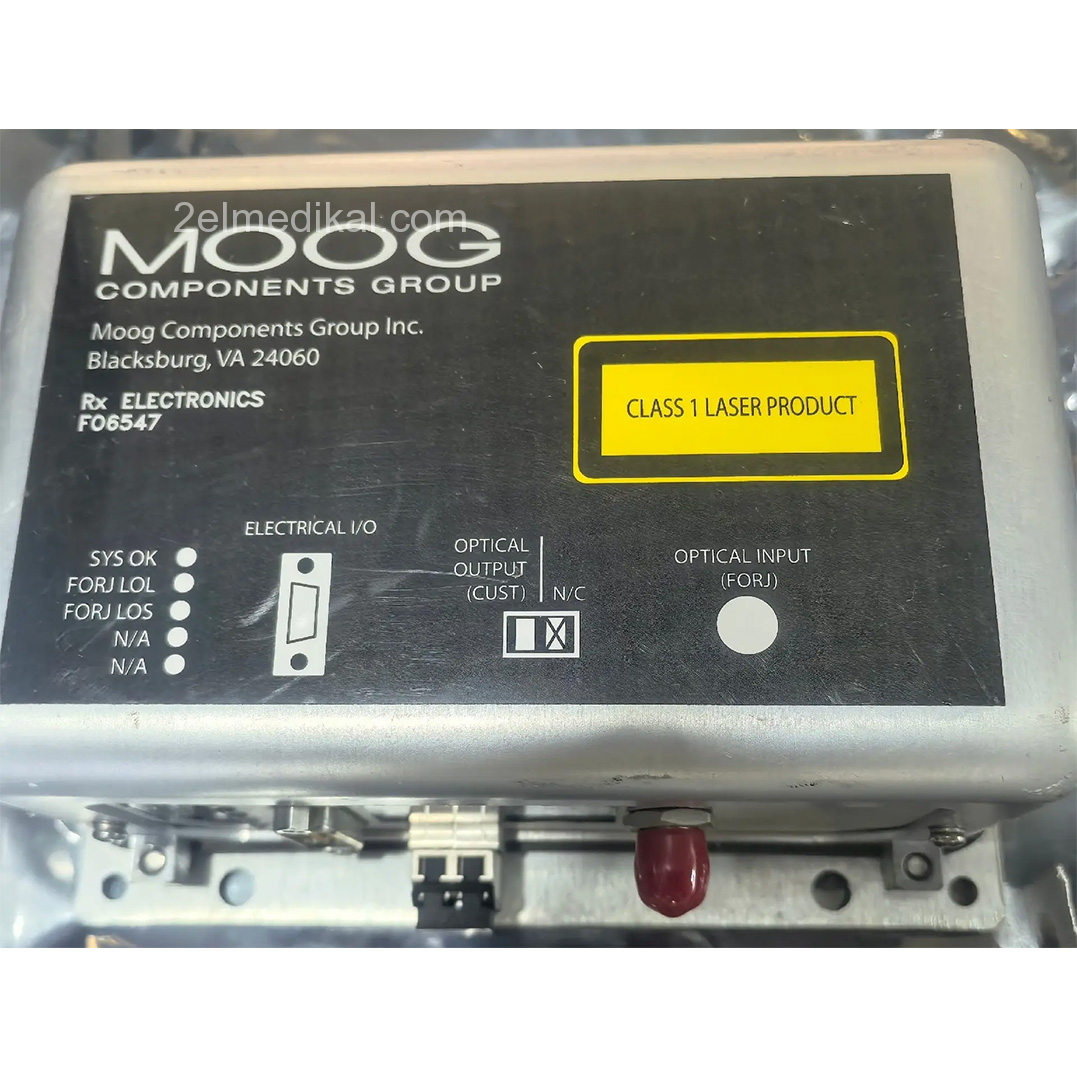 2elmedikal.com
MOOG
COMPONENTS GROUP
Moog Components Group Inc.
Blacksburg, VA 24060
Rx ELECTRONICS
FO6547
CLASS 1 LASER PRODUCT
SYS OK
FORJ LOL
FORJ LOS
N/A
N/A
ELECTRICAL I/O
OPTICAL
OUTPUT
(CUST) N/C
OPTICAL INPUT
(FORJ)